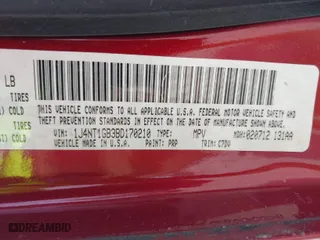 LB
TIRES
I) COLD
TIRES
I) COLD
THIS VEHICLE CONFORMS TO ALL APPLICABLE U.S.A. FEDERAL MOTOR VEHICLE SAFETY AND
THEFT PREVENTION STANDARDS IN EFFECT ON THE DATE OF MANUFACTURE SHOWN ABOVE.
VIN: 1J4NT1GB3BD170210 TYPE: MPV MDH: 020712 131AA
MADE IN U.S.A. PAINT: PRP TRIM: C7DV
© DREAMBID